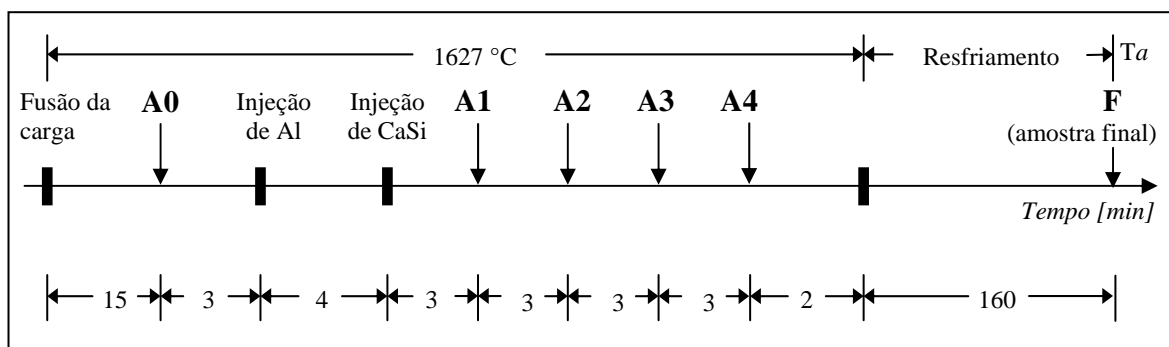 1627 °C
Resfriamento
Ta
Fusão da
carga
A0
Injeção
de Al
Injeção
de CaSi
A1
A2
A3
A4
F
(amostra final)
Tempo [min]
15
3
4
3
3
3
3
2
160